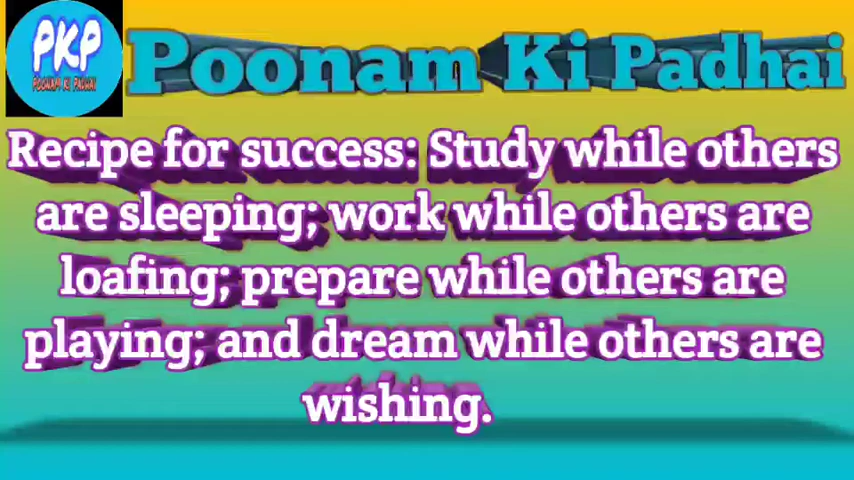 PKP
POONAM KI PADHAI
Poonam Ki Padhai
Recipe for success: Study while others
are sleeping; work while others are
loafing; prepare while others are
playing; and dream while others are
wishing.